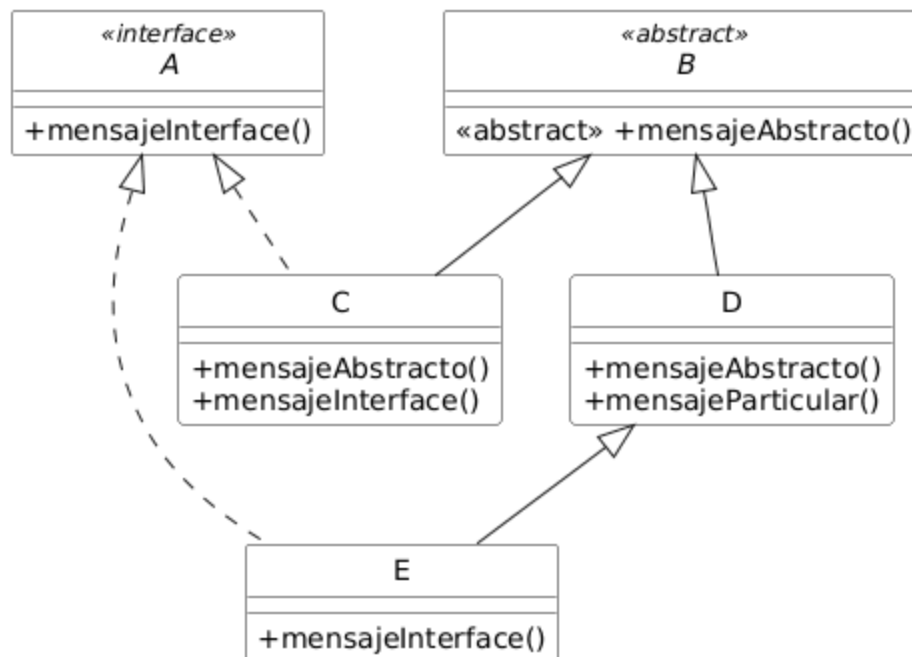 «interface»
A
+mensajeInterface()
«abstract»
B
«abstract» +mensajeAbstracto()
C
+mensajeAbstracto()
+mensajeInterface()
D
+mensajeAbstracto()
+mensajeParticular()
E
+mensajeInterface()